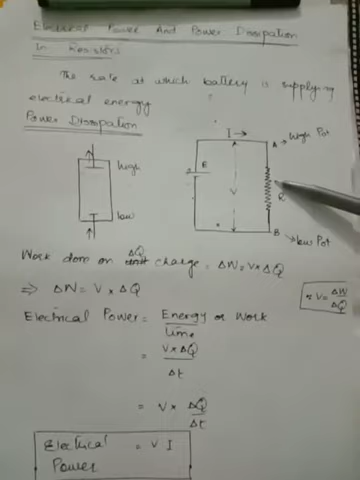 Electrical Power And Power Dissipation
In Resistors
The rate at which battery is supplying
electrical energy
Power Dissipation
high
low
I →
A → High Pot
E
V
R
B → low Pot
Work done on ΔQ charge = ΔW = V × ΔQ
⇒ ΔW = V × ΔQ
∵ V = ΔW
ΔQ
Electrical Power = Energy or Work
time
= V × ΔQ
Δt
= V × ΔQ
Δt
Electrical = V I
Power